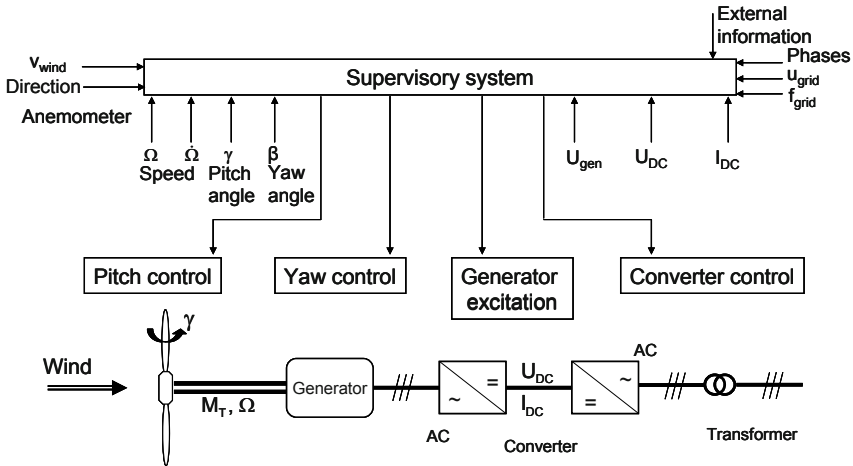 External
information
v_wind
Direction
Anemometer
Supervisory system
Phases
u_grid
f_grid
Ω
Speed
Ω̇
γ
Pitch
angle
β
Yaw
angle
U_gen
U_DC
I_DC
Pitch control
Yaw control
Generator
excitation
Converter control
Wind
γ
M_T, Ω
Generator
AC
=
~
U_DC
I_DC
Converter
AC
~
=
Transformer